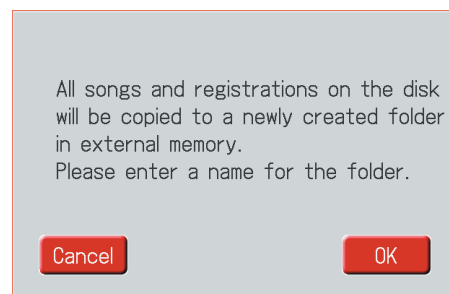 All songs and registrations on the disk
will be copied to a newly created folder
in external memory.
Please enter a name for the folder.
Cancel OK